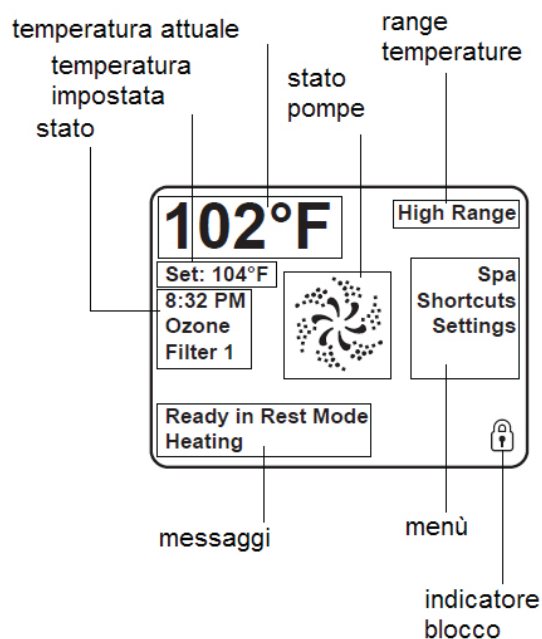 temperatura attuale
range
temperature
temperatura
impostata
stato
pompe
stato
102°F
High Range
Set: 104°F
8:32 PM
Ozone
Filter 1
Spa
Shortcuts
Settings
Ready in Rest Mode
Heating
messaggi
menù
indicatore
blocco